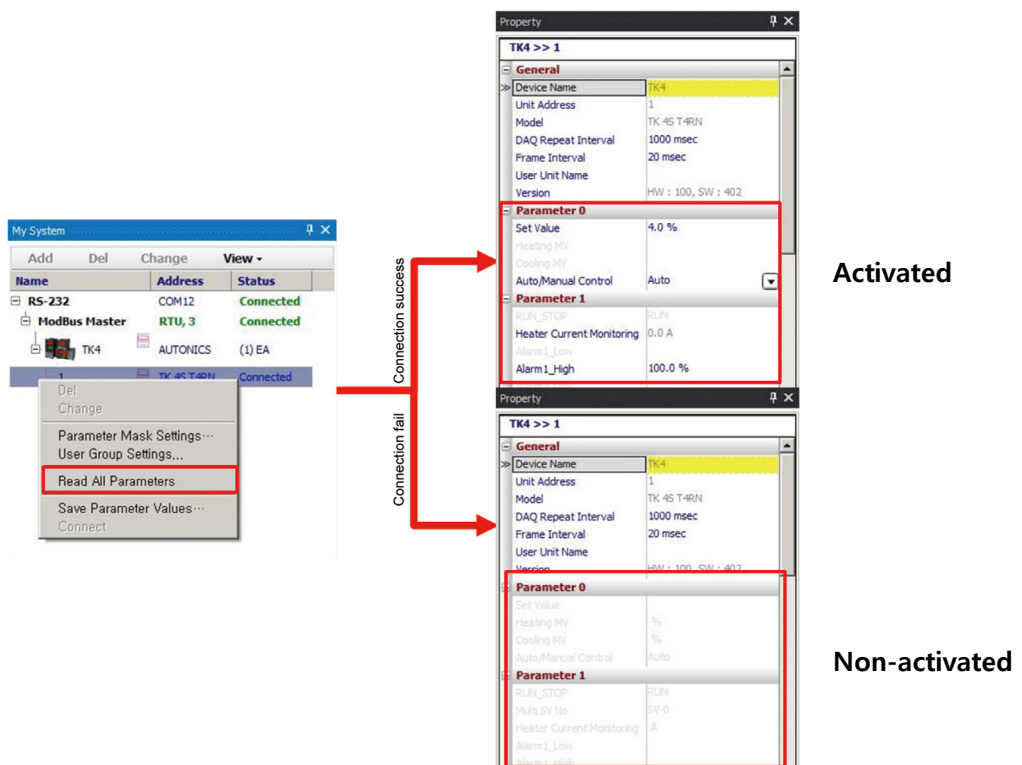 My System
Add Del Change View
Name Address Status
RS-232 COM12 Connected
ModBus Master RTU, 3 Connected
TK4 AUTONICS (1) EA
1 TK 4S T4RN Connected
Del
Change
Parameter Mask Settings...
User Group Settings...
Read All Parameters
Save Parameter Values...
Connect
Connection success
Connection fail
Property
TK4 >> 1
General
Device Name TK4
Unit Address 1
Model TK 4S T4RN
DAQ Repeat Interval 1000 msec
Frame Interval 20 msec
User Unit Name
Version HW : 100, SW : 402
Parameter 0
Set Value 4.0 %
Heating MV
Cooling MV
Auto/Manual Control Auto
Parameter 1
RUN_STOP RUN
Heater Current Monitoring 0.0 A
Alarm1_Low
Alarm1_High 100.0 %
Activated
Property
TK4 >> 1
General
Device Name TK4
Unit Address 1
Model TK 4S T4RN
DAQ Repeat Interval 1000 msec
Frame Interval 20 msec
User Unit Name
Version HW : 100, SW : 402
Parameter 0
Set Value
Heating MV %
Cooling MV %
Auto/Manual Control Auto
Parameter 1
RUN_STOP RUN
Multi SV No SV-0
Heater Current Monitoring A
Alarm1_Low
Alarm1_High
Non-activated